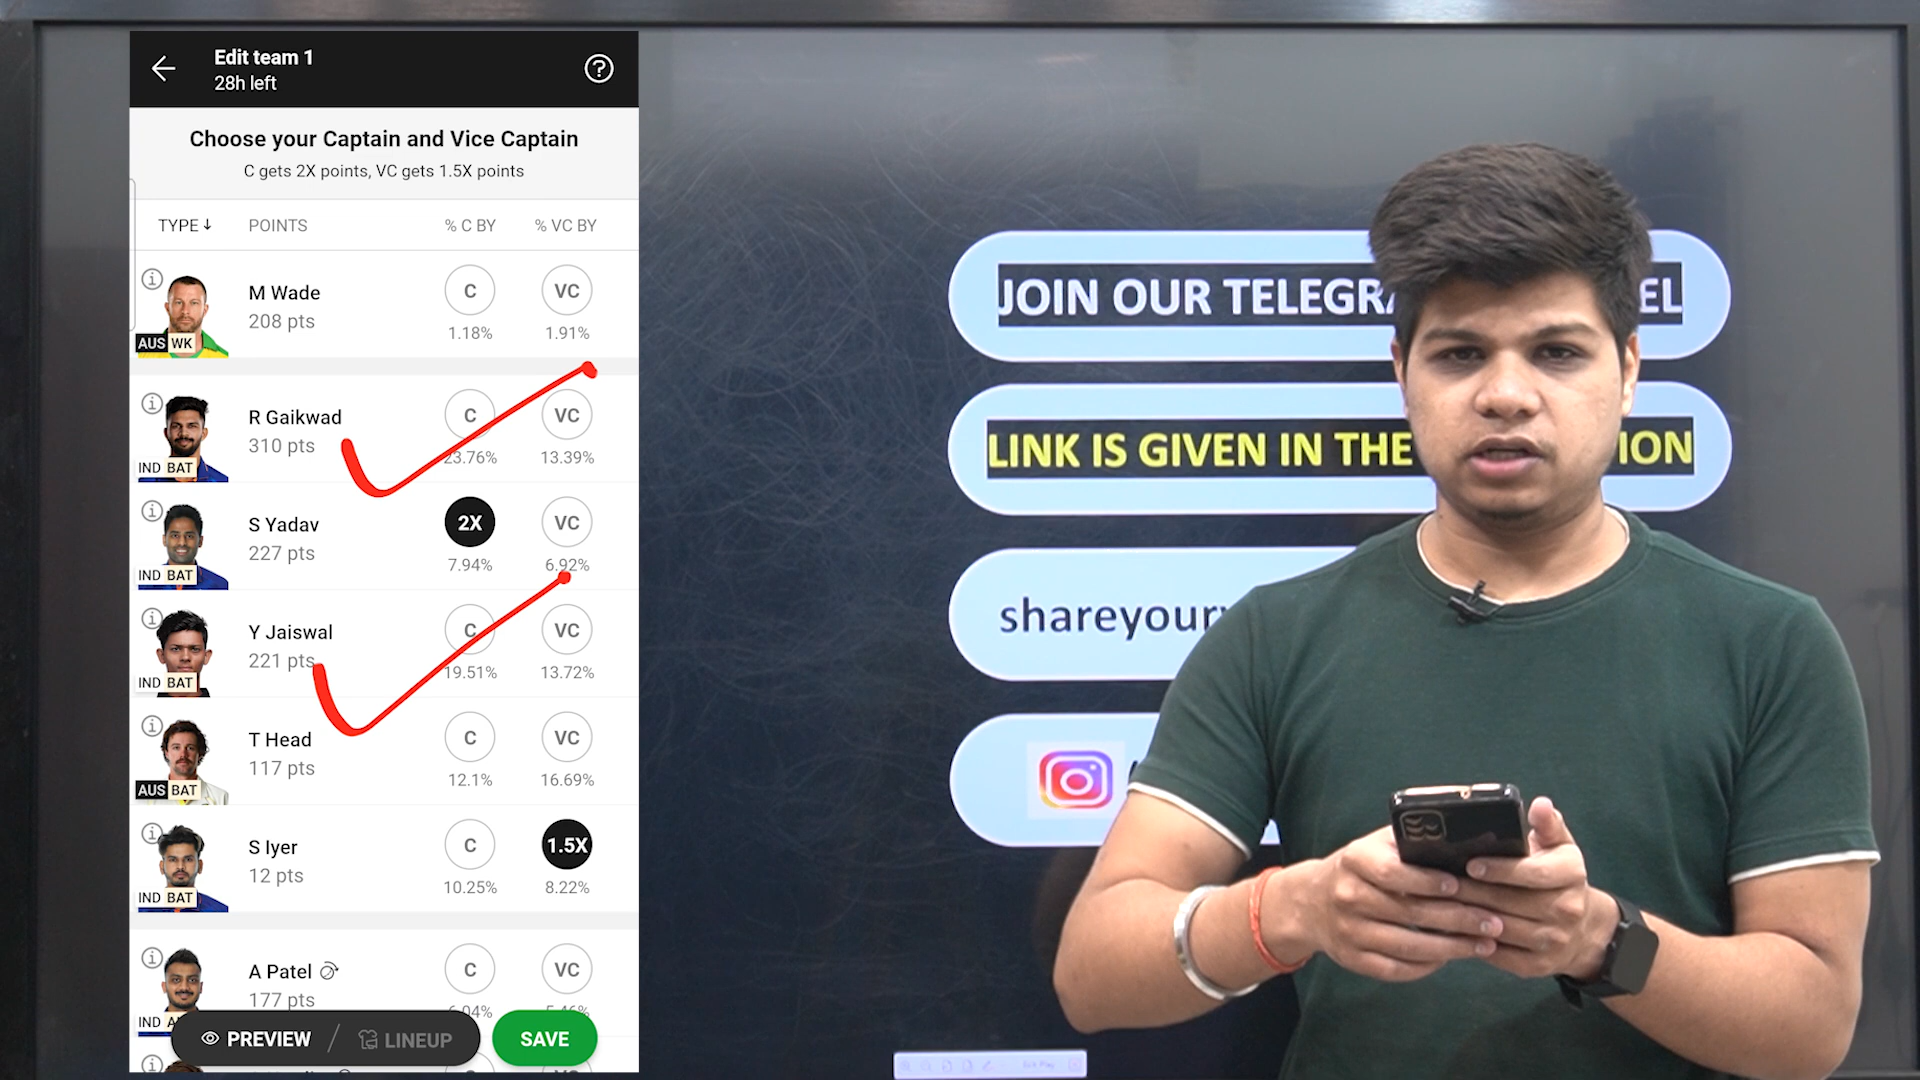 Edit team 1
28h left
Choose your Captain and Vice Captain
C gets 2X points, VC gets 1.5X points
TYPE↓ POINTS % C BY % VC BY
M Wade
208 pts
C VC
1.18% 1.91%
AUS WK
R Gaikwad
310 pts
C VC
23.76% 13.39%
IND BAT
S Yadav
227 pts
2X VC
7.94% 6.92%
IND BAT
Y Jaiswal
221 pts
C VC
19.51% 13.72%
IND BAT
T Head
117 pts
C VC
12.1% 16.69%
AUS BAT
S Iyer
12 pts
C 1.5X
10.25% 8.22%
IND BAT
A Patel
177 pts
C VC
IND
PREVIEW / LINEUP
SAVE
JOIN OUR
LINK IS GIVEN IN THE